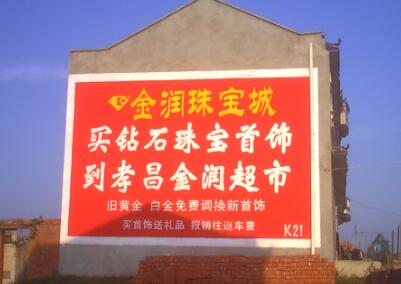 金润珠宝城
买钻石珠宝首饰
到孝昌金润超市
旧黄金 白金免费调换新首饰
买首饰送礼品 报销往返车费
K21